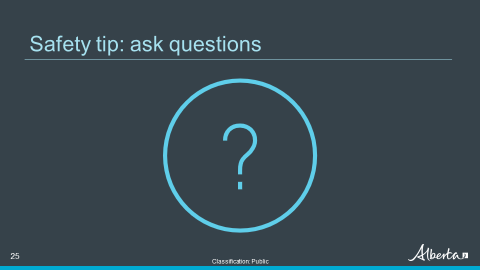 Safety tip: ask questions
?
25
Classification: Public
Alberta